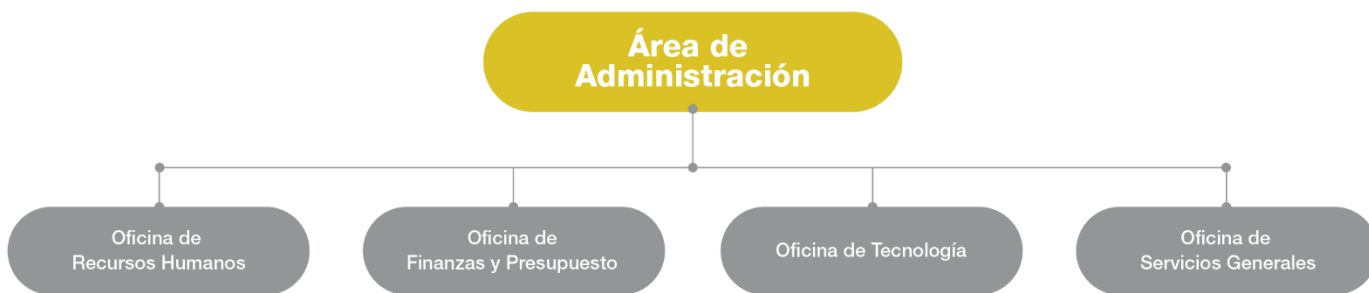 Área de
Administración
Oficina de
Recursos Humanos
Oficina de
Finanzas y Presupuesto
Oficina de Tecnología
Oficina de
Servicios Generales